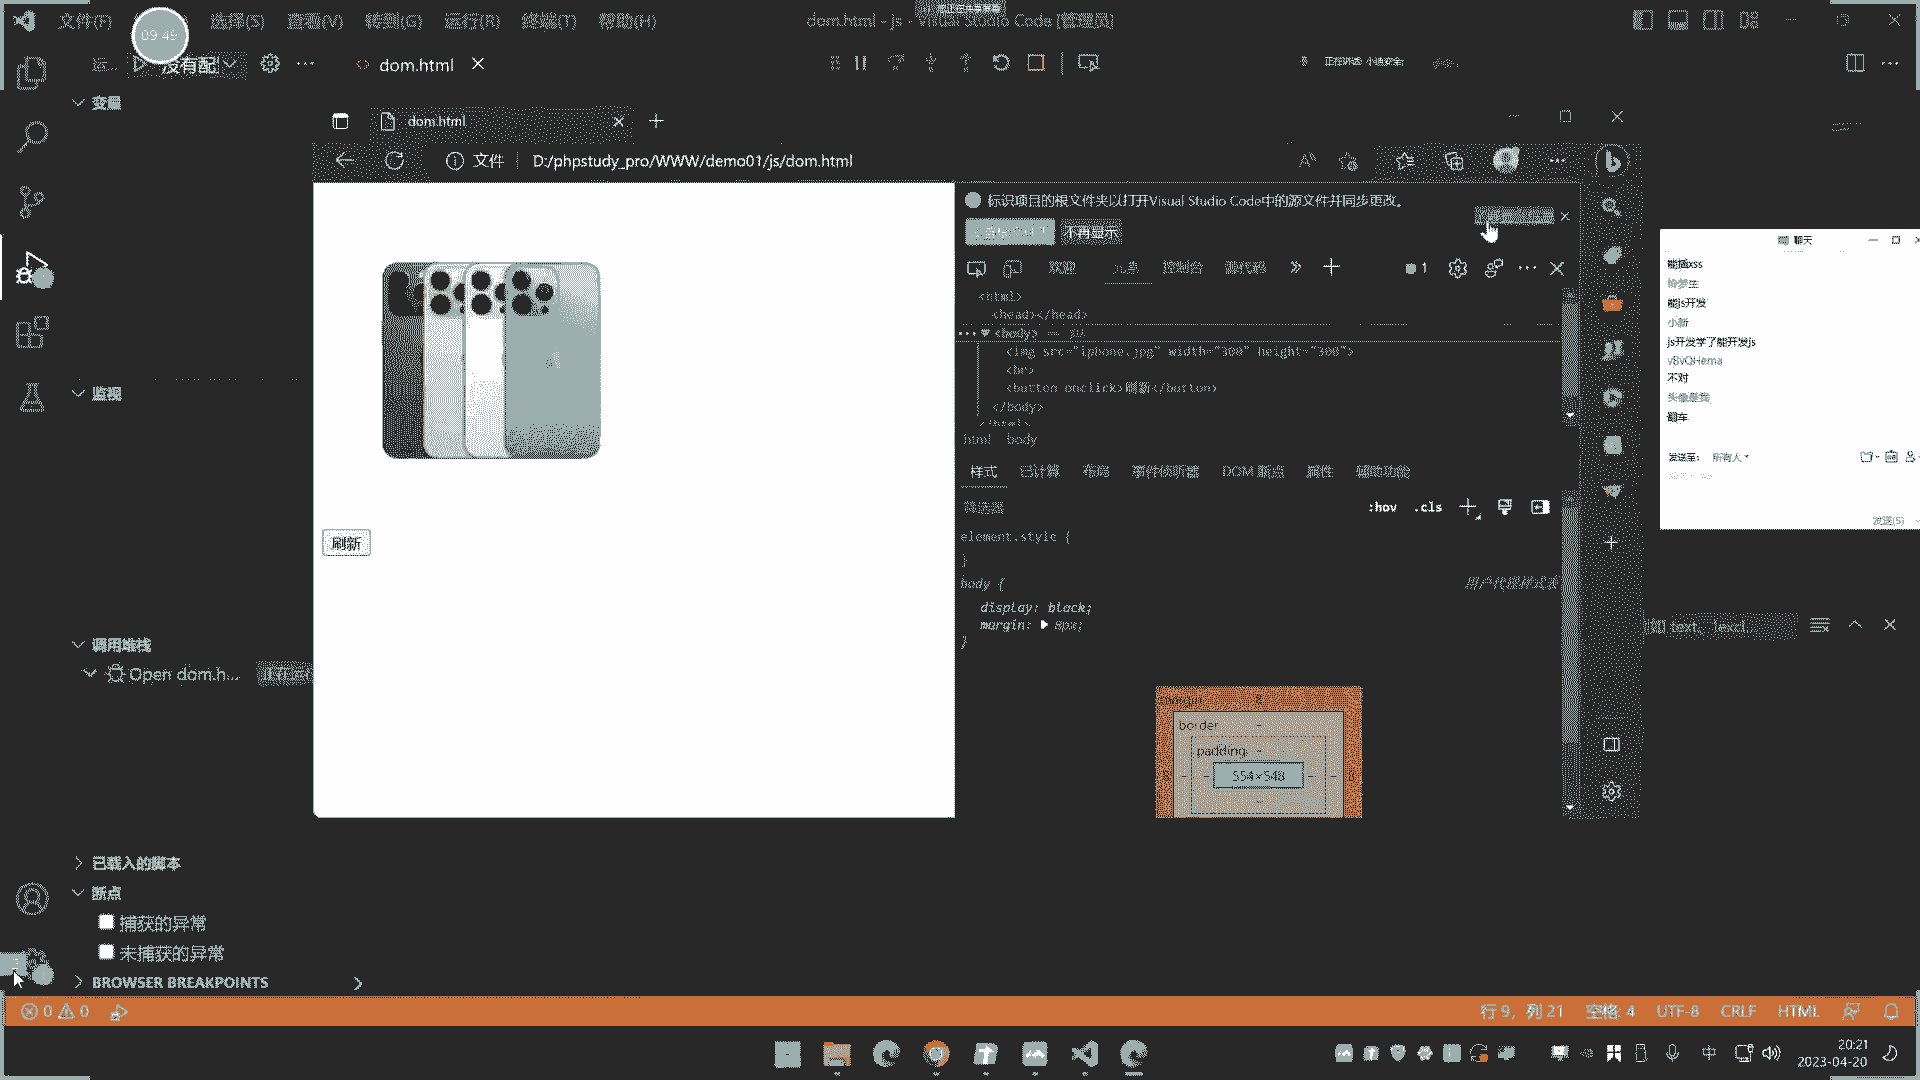 文件(F)
选择(S)
查看(V)
转到(G)
运行(R)
终端(T)
帮助(H)
dom.html - js - Visual Studio Code [管理员]
09:49
运...
没有配
dom.html
变量
dom.html
文件
D:/phpstudy_pro/WWW/demo01/js/dom.html
标识项目的根文件夹以打开Visual Studio Code中的源文件并同步更改。
不再显示
欢迎
元素
控制台
源代码
1
<html>
<head></head>
<body> == $0
<img src="iphone.jpg" width="300" height="300">
<br>
<button onclick>刷新</button>
</body>
</html>
html body
样式
已计算
布局
事件侦听器
DOM 断点
属性
辅助功能
筛选器
:hov .cls
element.style {
}
body {
用户代理样式表
display: block;
margin: 8px;
}
border
padding
554×548
刷新
聊天
能插xss
能js开发
小新
js开发学了能开发js
v8vQHema
不对
头像是我
翻车
发送至: 所有人
发送(S)
监视
调用堆栈
Open dom.h...
已载入的脚本
断点
捕获的异常
未捕获的异常
BROWSER BREAKPOINTS
0 0
行 9, 列 21
空格: 4
UTF-8
CRLF
HTML
中
20:21
2023-04-20